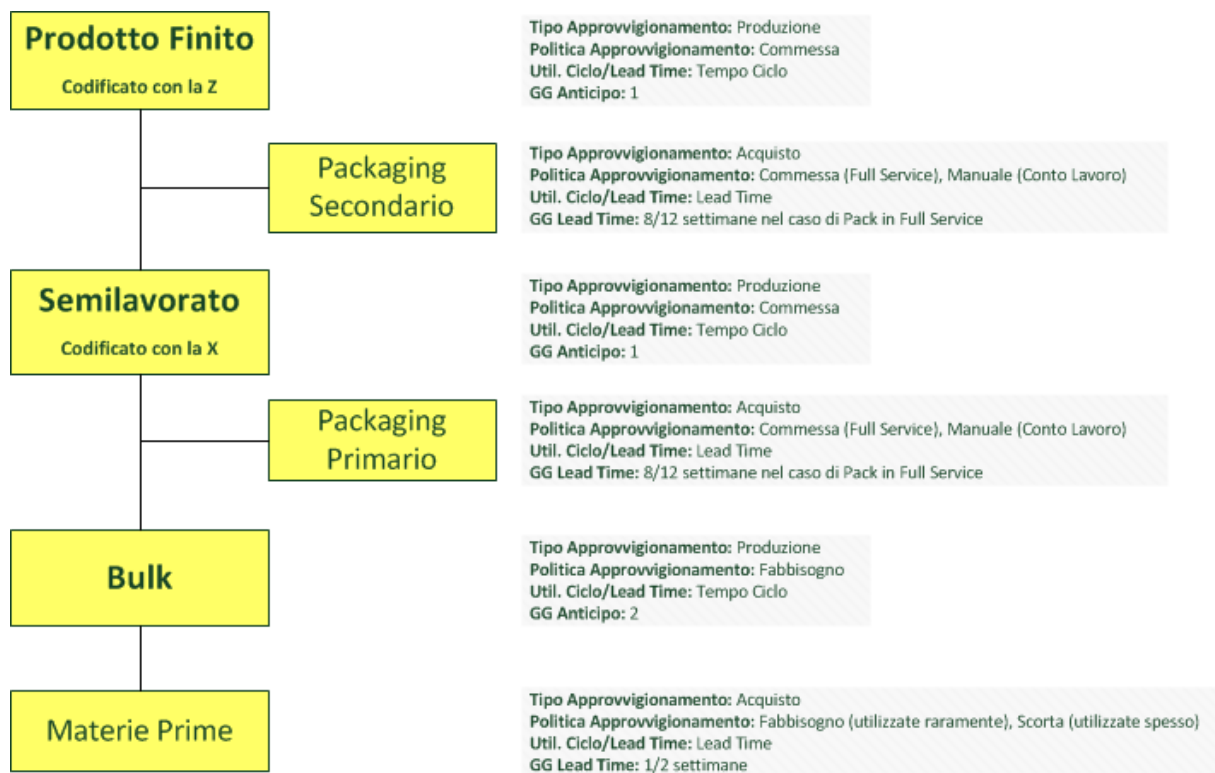 Prodotto Finito
Codificato con la Z
Tipo Approvvigionamento: Produzione
Politica Approvvigionamento: Commessa
Util. Ciclo/Lead Time: Tempo Ciclo
GG Anticipo: 1
Packaging
Secondario
Tipo Approvvigionamento: Acquisto
Politica Approvvigionamento: Commessa (Full Service), Manuale (Conto Lavoro)
Util. Ciclo/Lead Time: Lead Time
GG Lead Time: 8/12 settimane nel caso di Pack in Full Service
Semilavorato
Codificato con la X
Tipo Approvvigionamento: Produzione
Politica Approvvigionamento: Commessa
Util. Ciclo/Lead Time: Tempo Ciclo
GG Anticipo: 1
Packaging
Primario
Tipo Approvvigionamento: Acquisto
Politica Approvvigionamento: Commessa (Full Service), Manuale (Conto Lavoro)
Util. Ciclo/Lead Time: Lead Time
GG Lead Time: 8/12 settimane nel caso di Pack in Full Service
Bulk
Tipo Approvvigionamento: Produzione
Politica Approvvigionamento: Fabbisogno
Util. Ciclo/Lead Time: Tempo Ciclo
GG Anticipo: 2
Materie Prime
Tipo Approvvigionamento: Acquisto
Politica Approvvigionamento: Fabbisogno (utilizzate raramente), Scorta (utilizzate spesso)
Util. Ciclo/Lead Time: Lead Time
GG Lead Time: 1/2 settimane